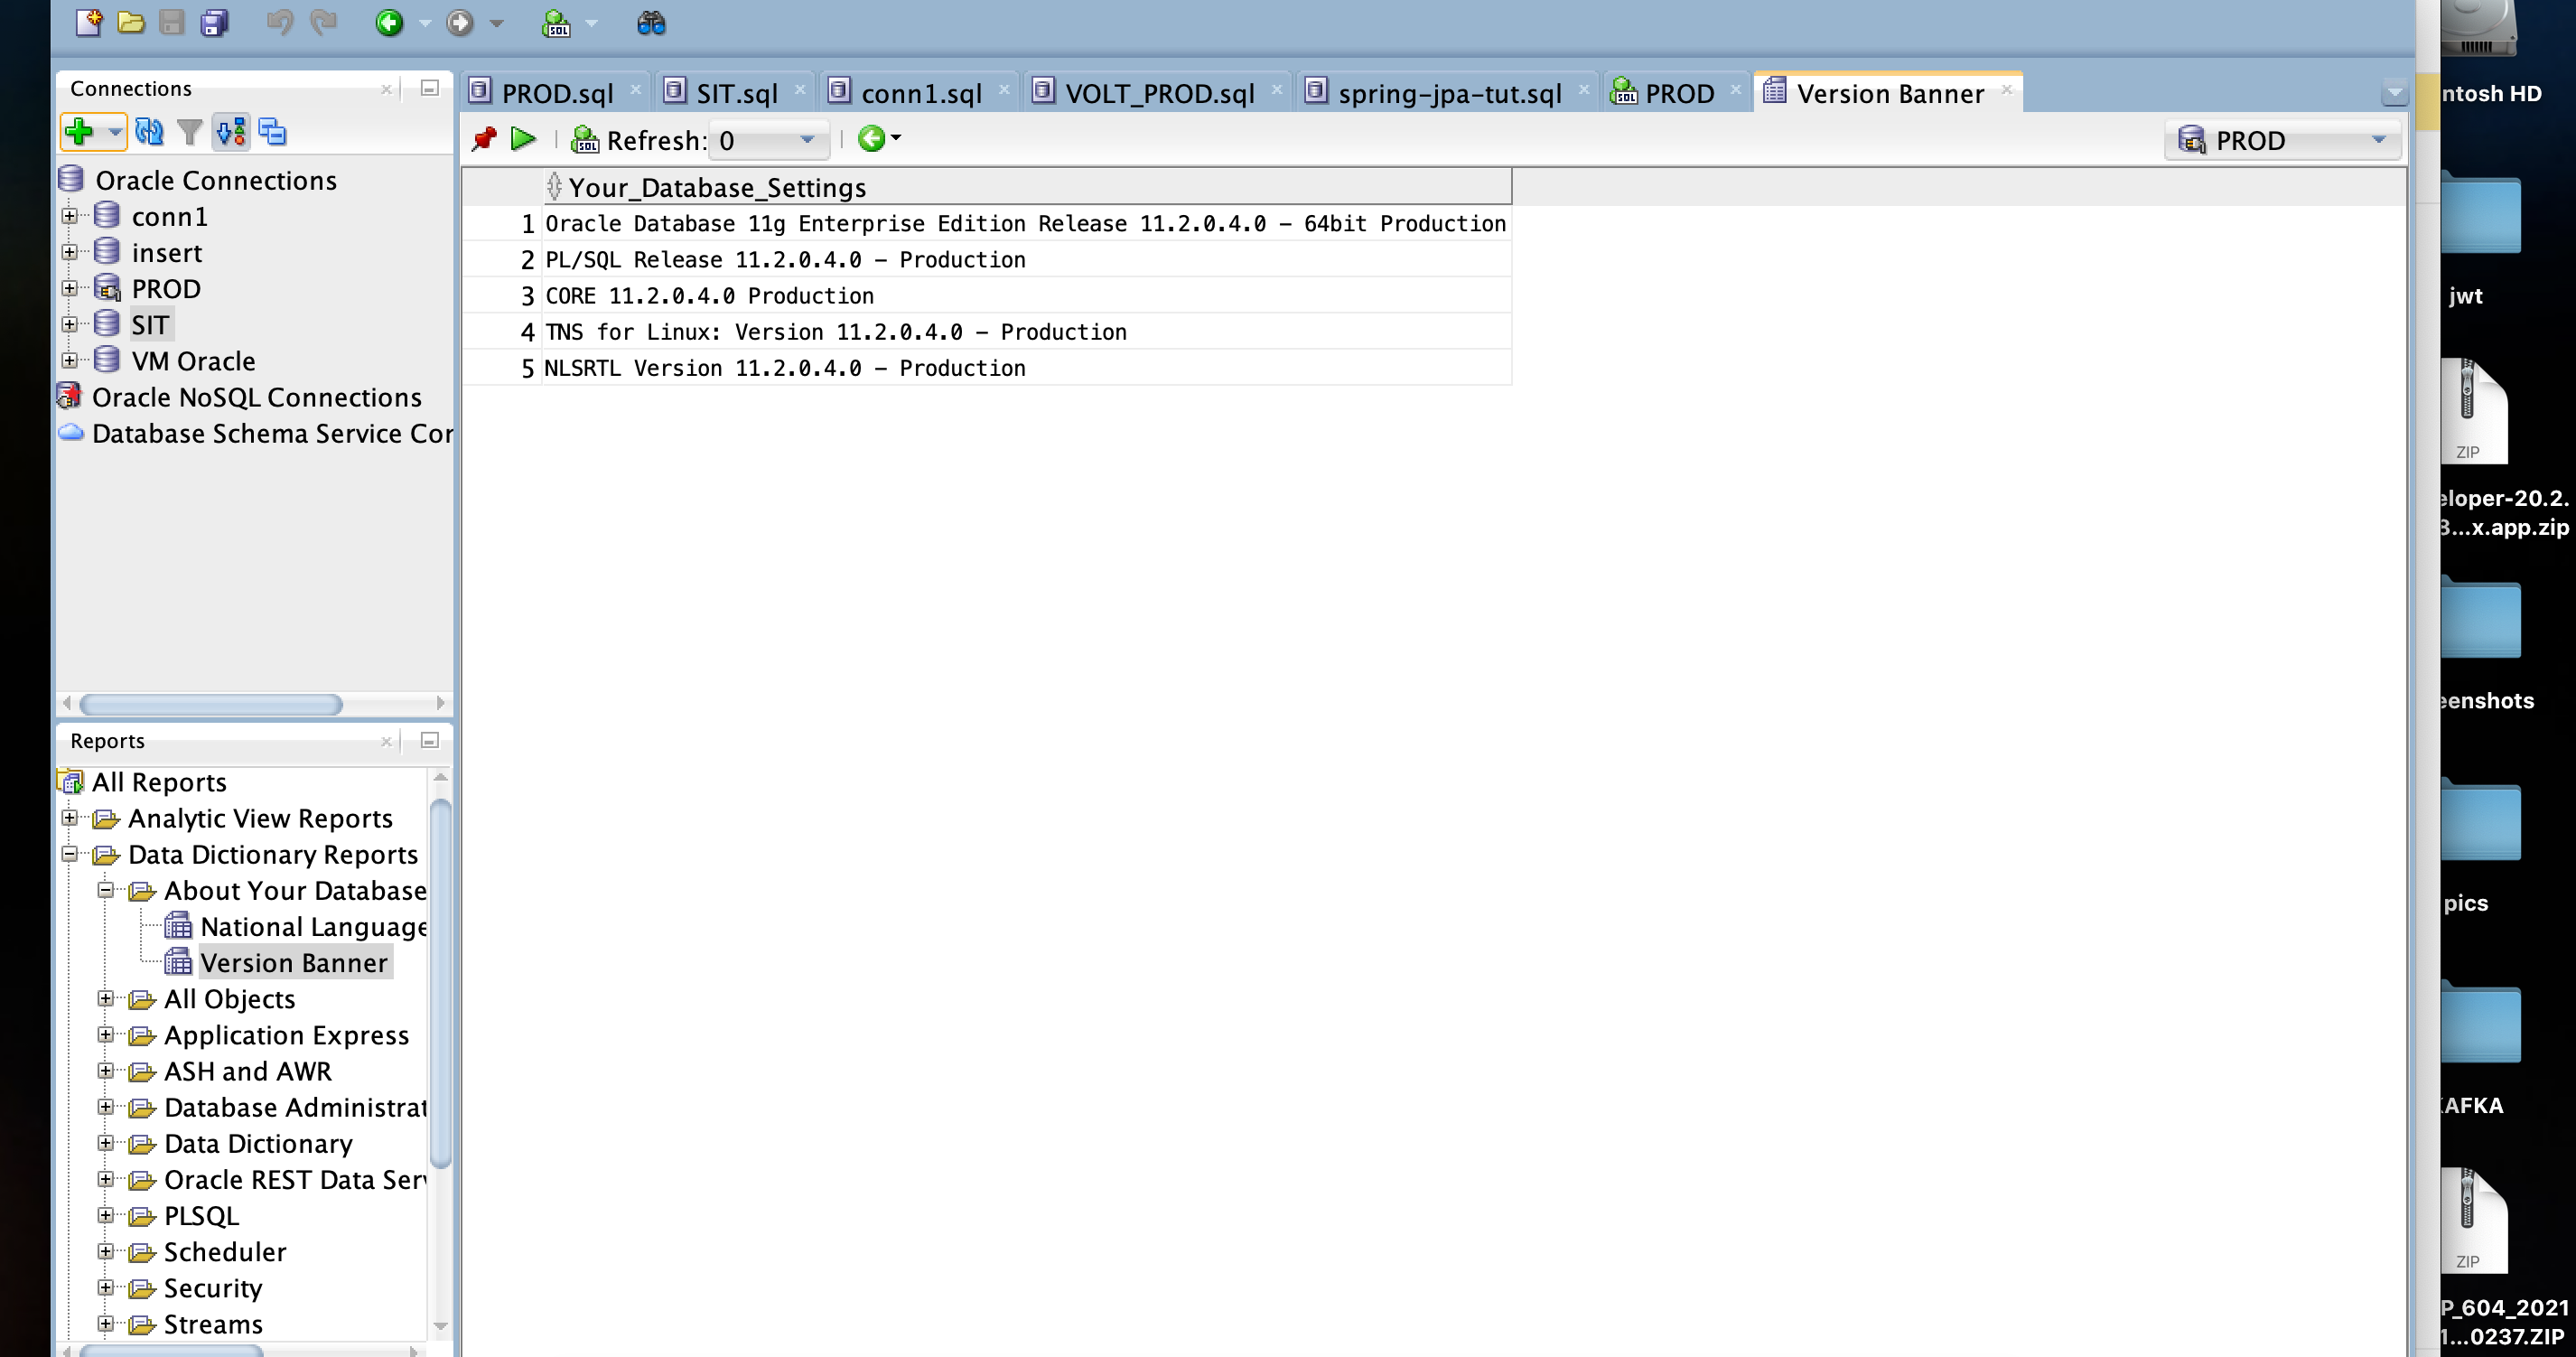 Connections
Oracle Connections
conn1
insert
PROD
SIT
VM Oracle
Oracle NoSQL Connections
Database Schema Service Cor
Reports
All Reports
Analytic View Reports
Data Dictionary Reports
About Your Database
National Language
Version Banner
All Objects
Application Express
ASH and AWR
Database Administrat
Data Dictionary
Oracle REST Data Serv
PLSQL
Scheduler
Security
Streams
PROD.sql SIT.sql conn1.sql VOLT_PROD.sql spring-jpa-tut.sql PROD Version Banner
Refresh: 0 PROD
Your_Database_Settings
1 Oracle Database 11g Enterprise Edition Release 11.2.0.4.0 - 64bit Production
2 PL/SQL Release 11.2.0.4.0 - Production
3 CORE 11.2.0.4.0 Production
4 TNS for Linux: Version 11.2.0.4.0 - Production
5 NLSRTL Version 11.2.0.4.0 - Production
ntosh HD
jwt
ZIP
eloper-20.2.
3...x.app.zip
eenshots
pics
KAFKA
ZIP
P_604_2021
1...0237.ZIP